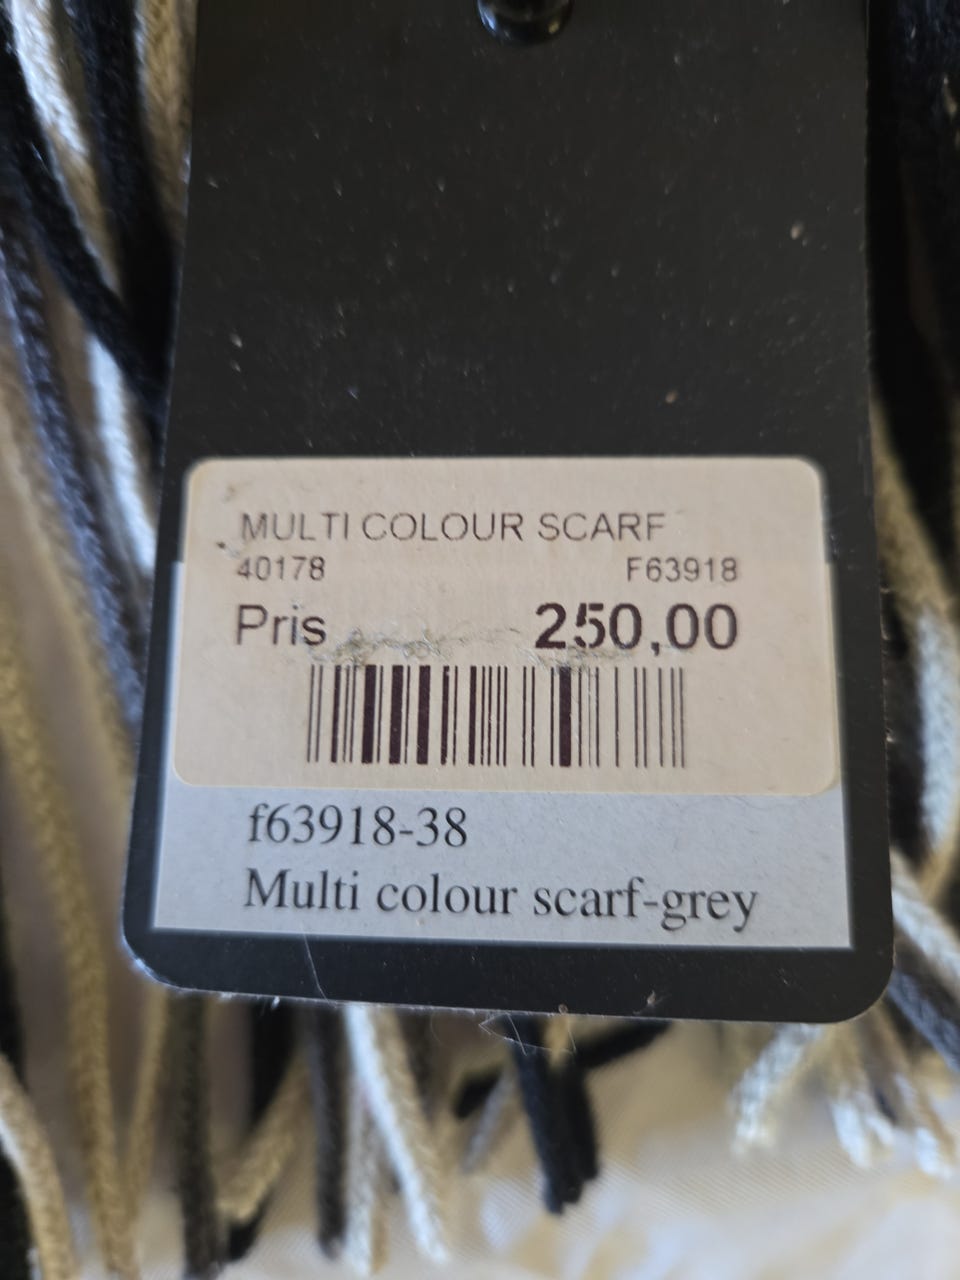 MULTI COLOUR SCARF
40178 F63918
Pris 250,00
f63918-38
Multi colour scarf-grey